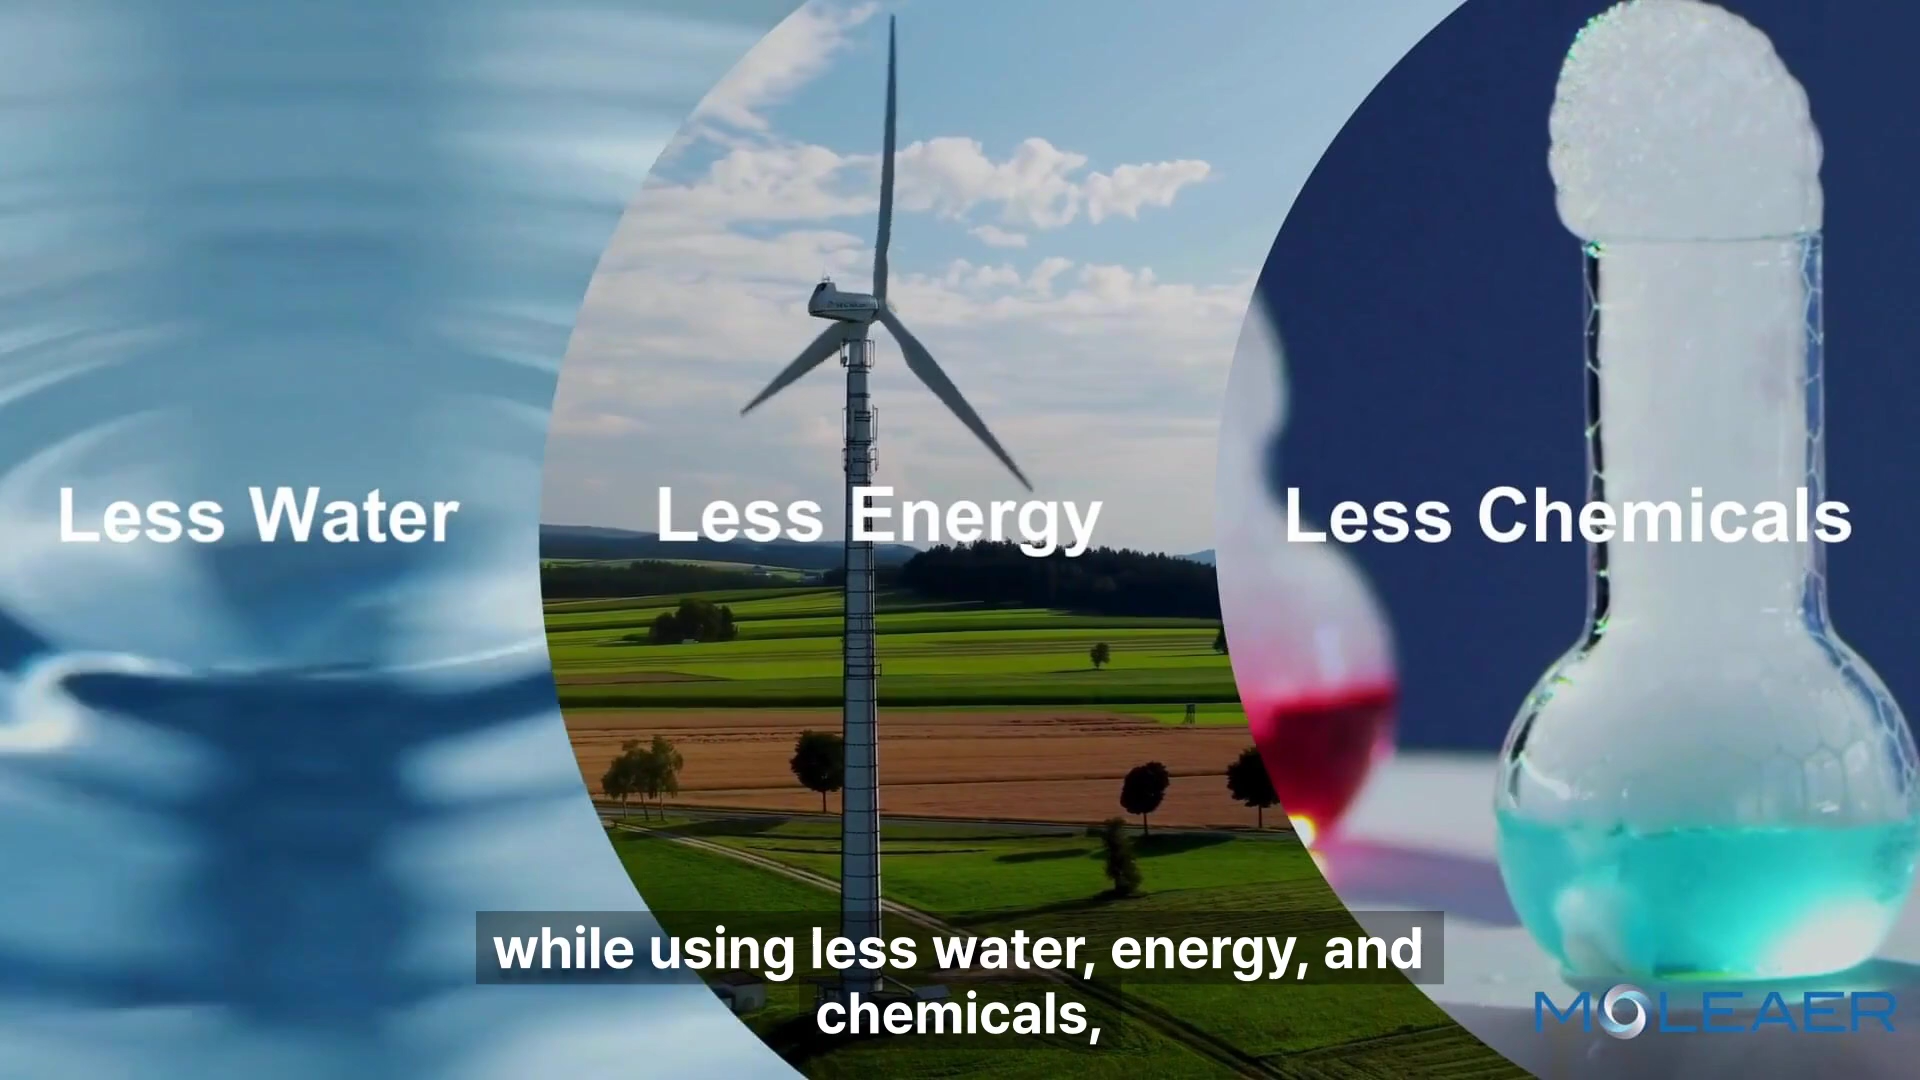 Less Water
Less Energy
Less Chemicals
while using less water, energy, and
chemicals,
MOLEAER